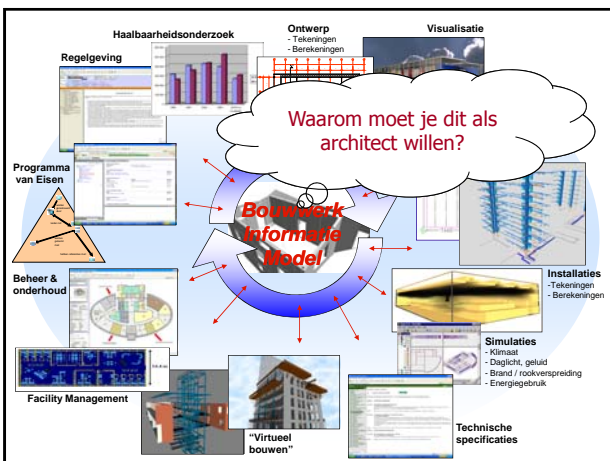 Haalbaarheidsonderzoek
Ontwerp
- Tekeningen
- Berekeningen
Visualisatie
Regelgeving
Waarom moet je dit als
architect willen?
Programma
van Eisen
Bouwwerk
Informatie
Model
Beheer &
onderhoud
Installaties
-Tekeningen
- Berekeningen
Simulaties
- Klimaat
- Daglicht, geluid
- Brand / rookverspreiding
- Energiegebruik
Facility Management
"Virtueel
bouwen"
Technische
specificaties